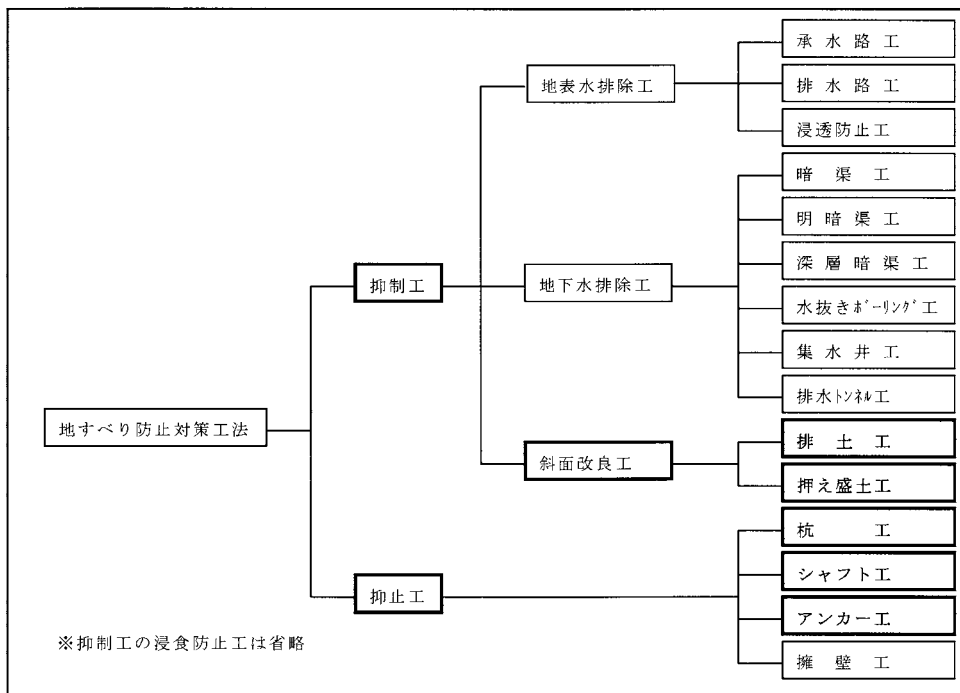 承水路工
地表水排除工
排水路工
浸透防止工
暗渠工
明暗渠工
深層暗渠工
抑制工
地下水排除工
水抜きボーリング工
集水井工
排水トンネル工
地すべり防止対策工法
排土工
斜面改良工
押え盛土工
杭工
シャフト工
抑止工
アンカー工
※抑制工の浸食防止工は省略
擁壁工